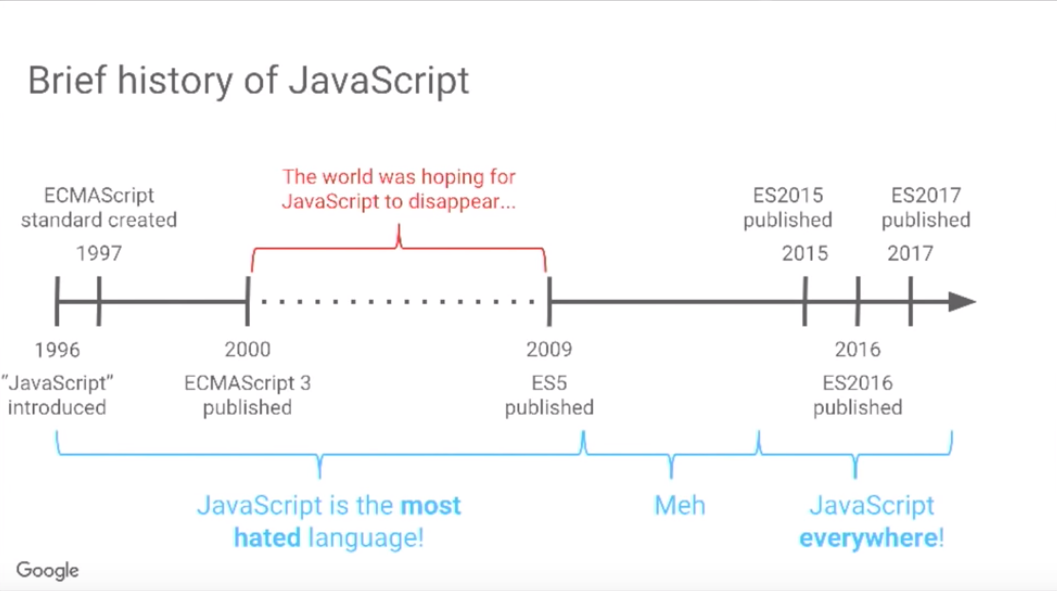 Brief history of JavaScript
The world was hoping for
JavaScript to disappear...
ECMAScript
standard created
1997
ES2015
published
2015
ES2017
published
2017
1996
"JavaScript"
introduced
2000
ECMAScript 3
published
2009
ES5
published
2016
ES2016
published
JavaScript is the most
hated language!
Meh
JavaScript
everywhere!
Google